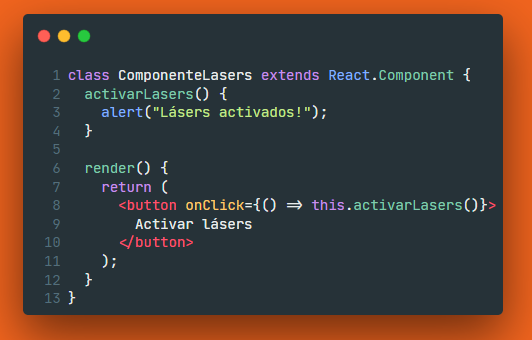 1 class ComponenteLasers extends React.Component {
2   activarLasers() {
3     alert("Lásers activados!");
4   }
5
6   render() {
7     return (
8       <button onClick={() => this.activarLasers()}>
9         Activar lásers
10       </button>
11     );
12   }
13 }